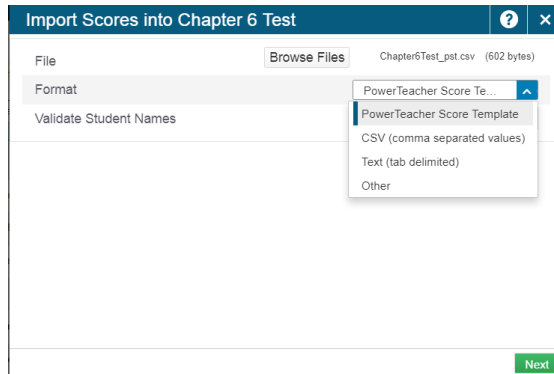 Import Scores into Chapter 6 Test ? ×
File Browse Files Chapter6Test_pst.csv (602 bytes)
Format PowerTeacher Score Te...
Validate Student Names
PowerTeacher Score Template
CSV (comma separated values)
Text (tab delimited)
Other
Next